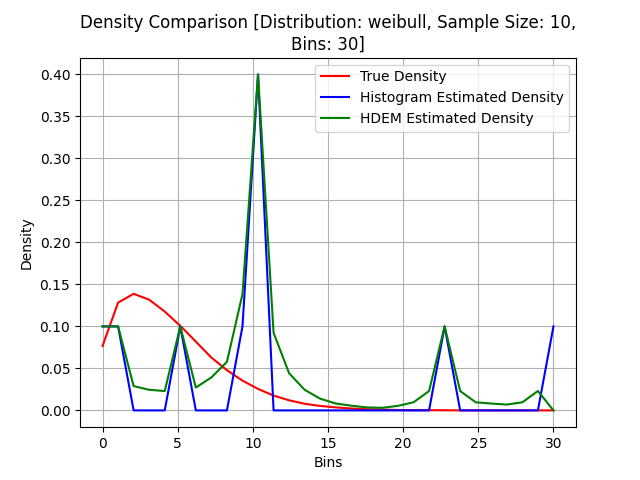 Density Comparison [Distribution: weibull, Sample Size: 10,
Bins: 30]
True Density
Histogram Estimated Density
HDEM Estimated Density
Density
0.40
0.35
0.30
0.25
0.20
0.15
0.10
0.05
0.00
0 5 10 15 20 25 30
Bins